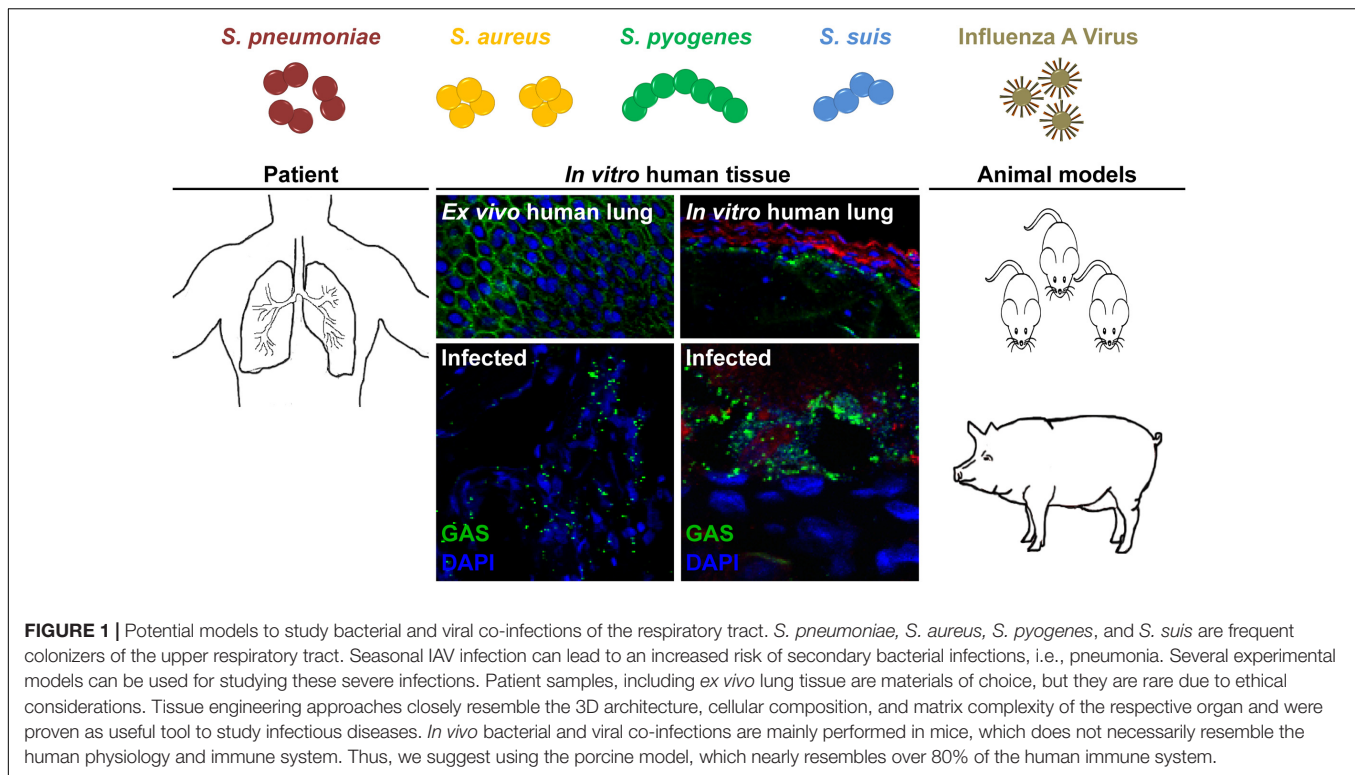 S. pneumoniae S. aureus S. pyogenes S. suis Influenza A Virus
Patient In vitro human tissue Animal models
Ex vivo human lung In vitro human lung
Infected Infected
GAS GAS
DAPI DAPI
FIGURE 1 | Potential models to study bacterial and viral co-infections of the respiratory tract. S. pneumoniae, S. aureus, S. pyogenes, and S. suis are frequent
colonizers of the upper respiratory tract. Seasonal IAV infection can lead to an increased risk of secondary bacterial infections, i.e., pneumonia. Several experimental
models can be used for studying these severe infections. Patient samples, including ex vivo lung tissue are materials of choice, but they are rare due to ethical
considerations. Tissue engineering approaches closely resemble the 3D architecture, cellular composition, and matrix complexity of the respective organ and were
proven as useful tool to study infectious diseases. In vivo bacterial and viral co-infections are mainly performed in mice, which does not necessarily resemble the
human physiology and immune system. Thus, we suggest using the porcine model, which nearly resembles over 80% of the human immune system.